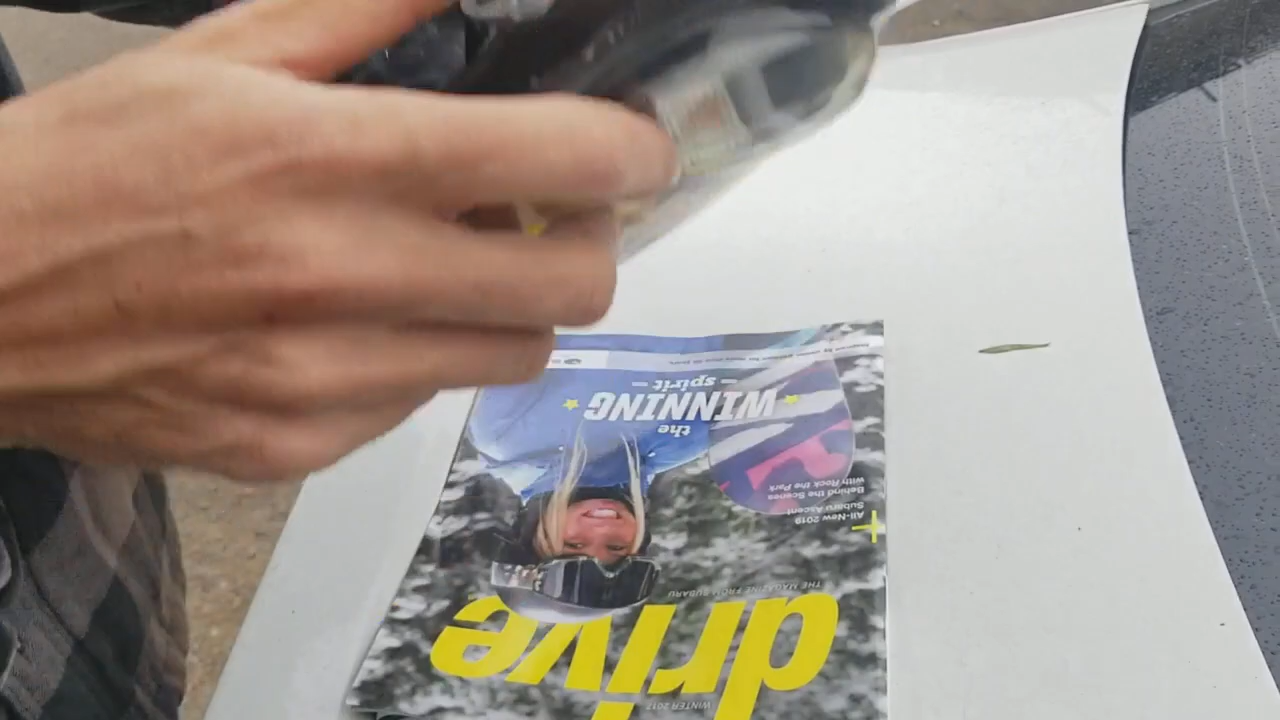 WINTER 2017
drive
THE MAGAZINE FROM SUBARU
All-New 2019
Subaru Ascent
Behind the Scenes
with Rock the Park
the
WINNING
– spirit –